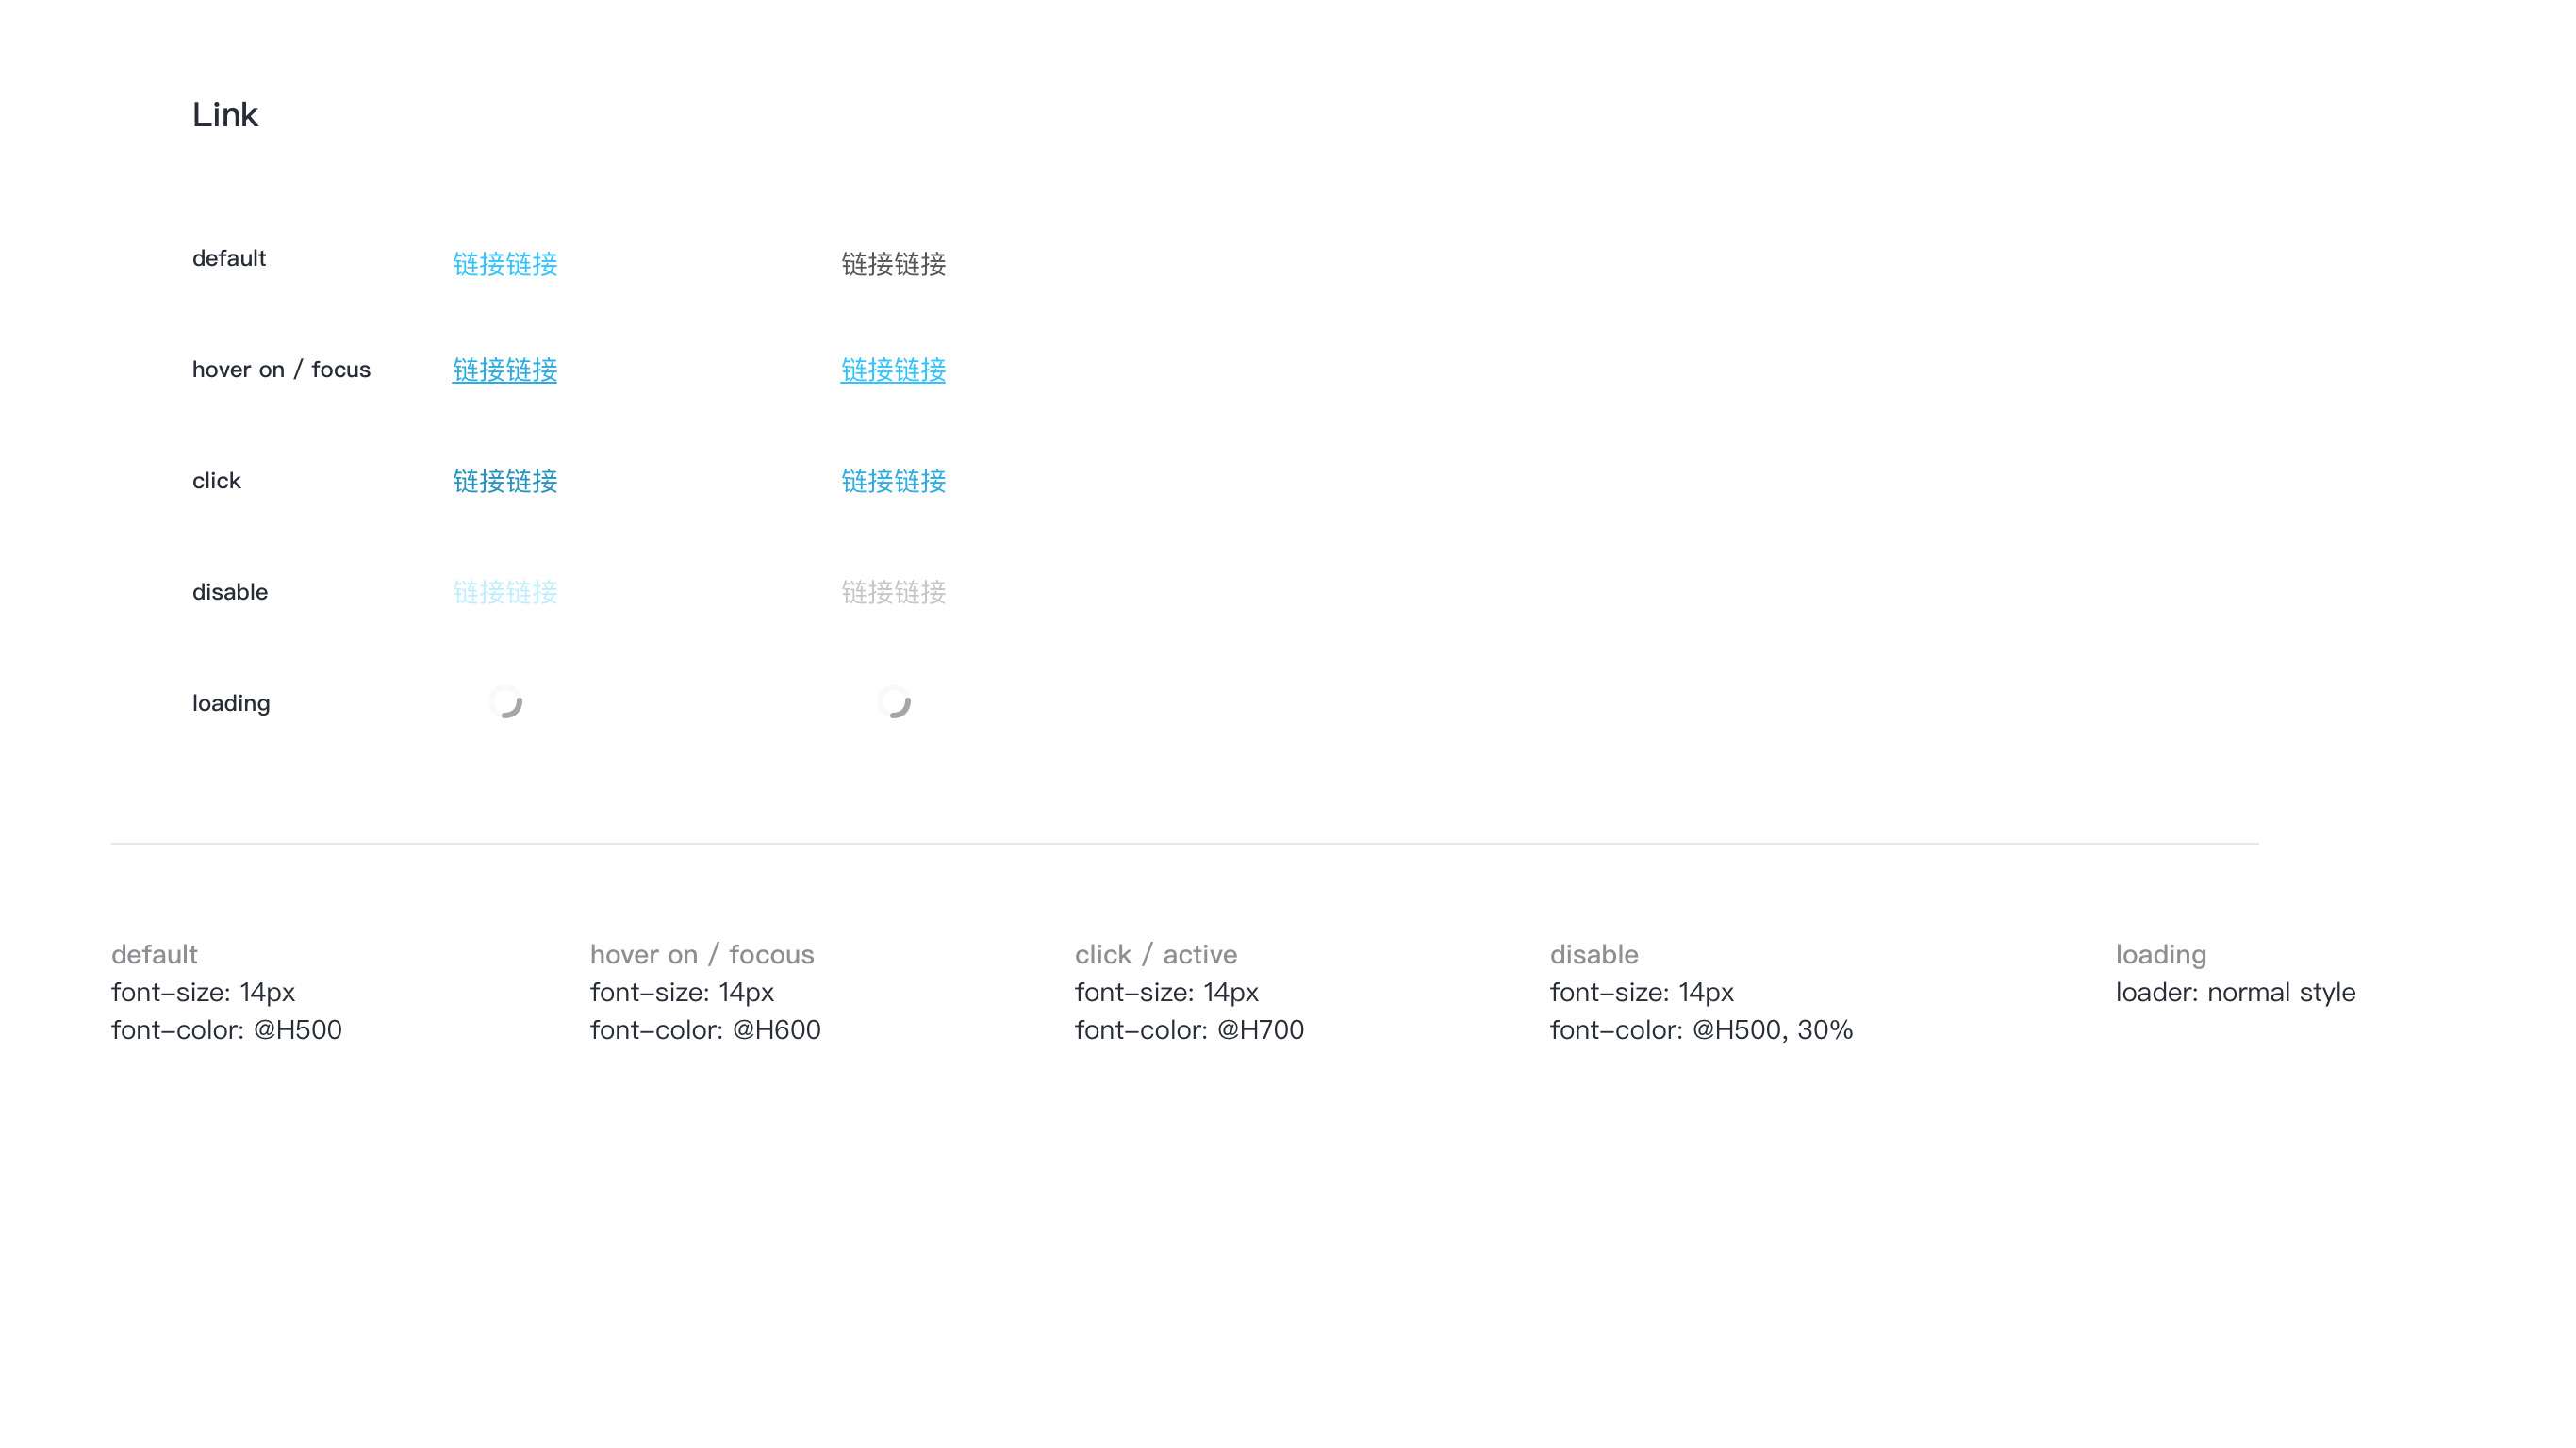 Link
default 链接链接 链接链接
hover on / focus 链接链接 链接链接
click 链接链接 链接链接
disable 链接链接 链接链接
loading
default
font-size: 14px
font-color: @H500
hover on / focous
font-size: 14px
font-color: @H600
click / active
font-size: 14px
font-color: @H700
disable
font-size: 14px
font-color: @H500, 30%
loading
loader: normal style